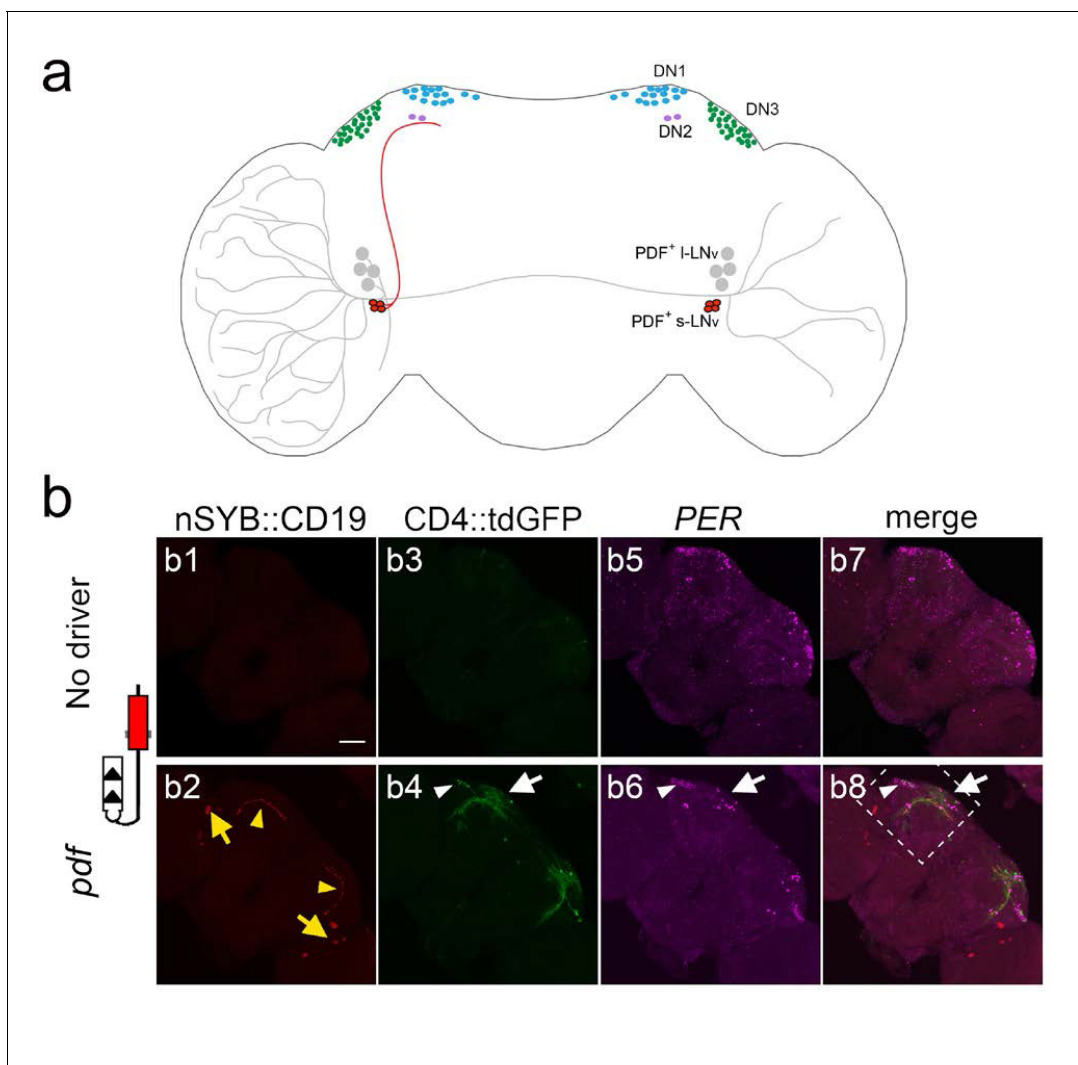 a
DN1
DN3
DN2
PDF⁺ l-LNv
PDF⁺ s-LNv
b
nSYB::CD19 CD4::tdGFP PER merge
No driver
b1 b3 b5 b7
pdf
b2 b4 b6 b8